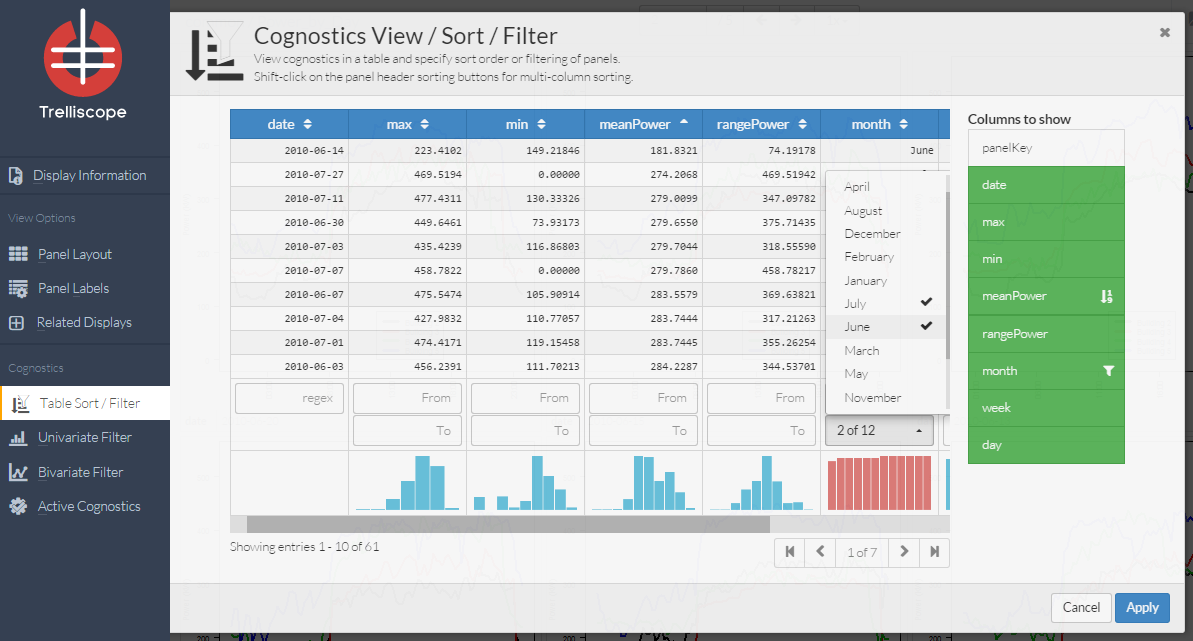 Trelliscope
Display Information
View Options
Panel Layout
Panel Labels
Related Displays
Cognostics
Table Sort / Filter
Univariate Filter
Bivariate Filter
Active Cognostics
Cognostics View / Sort / Filter
View cognostics in a table and specify sort order or filtering of panels.
Shift-click on the panel header sorting buttons for multi-column sorting.
date max min meanPower rangePower month
2010-06-14 223.4102 149.21846 181.8321 74.19178 June
2010-07-27 469.5194 0.00000 274.2068 469.51942
2010-07-11 477.4311 130.33326 279.0099 347.09782
2010-06-30 449.6461 73.93173 279.6550 375.71435
2010-07-03 435.4239 116.86803 279.7044 318.55590
2010-07-07 458.7822 0.00000 279.7860 458.78217
2010-06-07 475.5474 105.90914 283.5579 369.63821
2010-07-04 427.9832 110.77057 283.7444 317.21263
2010-07-01 474.4171 119.15458 283.7445 355.26254
2010-06-03 456.2391 111.70213 284.2287 344.53701
April
August
December
February
January
July
June
March
May
November
regex From From From From
To To To To 2 of 12
Showing entries 1 - 10 of 61
1 of 7
Columns to show
panelKey
date
max
min
meanPower
rangePower
month
week
day
Cancel Apply